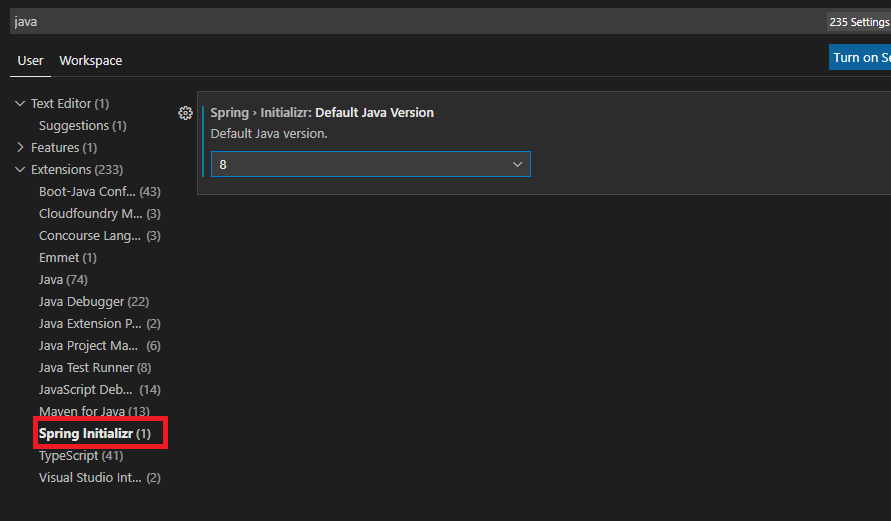 java
235 Settings
User Workspace
Turn on Se
Text Editor (1)
Suggestions (1)
Features (1)
Extensions (233)
Boot-Java Conf... (43)
Cloudfoundry M... (3)
Concourse Lang... (3)
Emmet (1)
Java (74)
Java Debugger (22)
Java Extension P... (2)
Java Project Ma... (6)
Java Test Runner (8)
JavaScript Deb... (14)
Maven for Java (13)
Spring Initializr (1)
TypeScript (41)
Visual Studio Int... (2)
Spring › Initializr: Default Java Version
Default Java version.
8